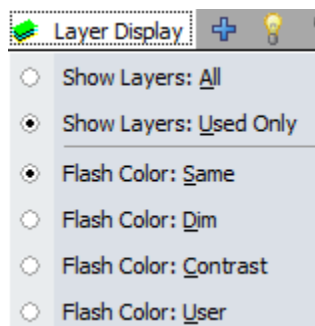 Layer Display
Show Layers: All
Show Layers: Used Only
Flash Color: Same
Flash Color: Dim
Flash Color: Contrast
Flash Color: User